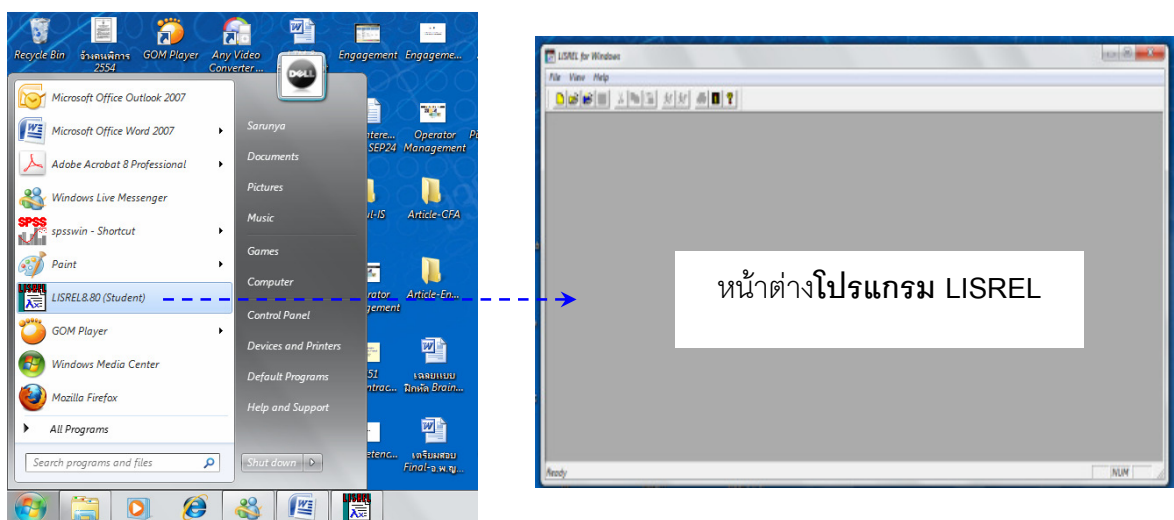 Recycle Bin
จ้างคนพิการ
2554
GOM Player
Any Video
Converter ...
Engagement
Engageme...
DELL
Microsoft Office Outlook 2007
Microsoft Office Word 2007
Adobe Acrobat 8 Professional
Windows Live Messenger
SPSS
spsswin - Shortcut
Paint
LISREL8.80 (Student)
GOM Player
Windows Media Center
Mozilla Firefox
All Programs
Search programs and files
Sarunya
Documents
Pictures
Music
Games
Computer
Control Panel
Devices and Printers
Default Programs
Help and Support
Shut down
SEP24
Operator
Management
Article-CFA
Article-En...
เฉลยแบบ
ฝึกหัด Brain...
เตรียมสอบ
Final-อ.พ.ญ...
LISREL for Windows
File View Help
หน้าต่างโปรแกรม LISREL
Ready
NUM